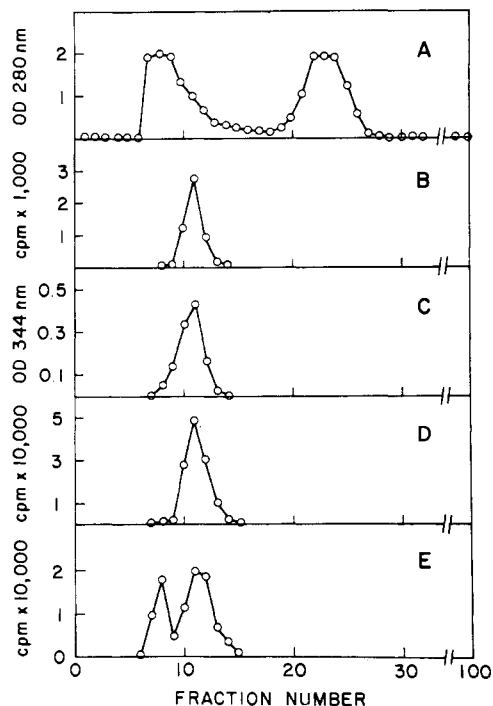 OD 280 nm
2
1
A
cpm x 1,000
3
2
1
B
OD 344 nm
0.5
0.3
0.1
C
cpm x 10,000
5
3
1
D
cpm x 10,000
2
1
0
E
0 10 20 30 100
FRACTION NUMBER